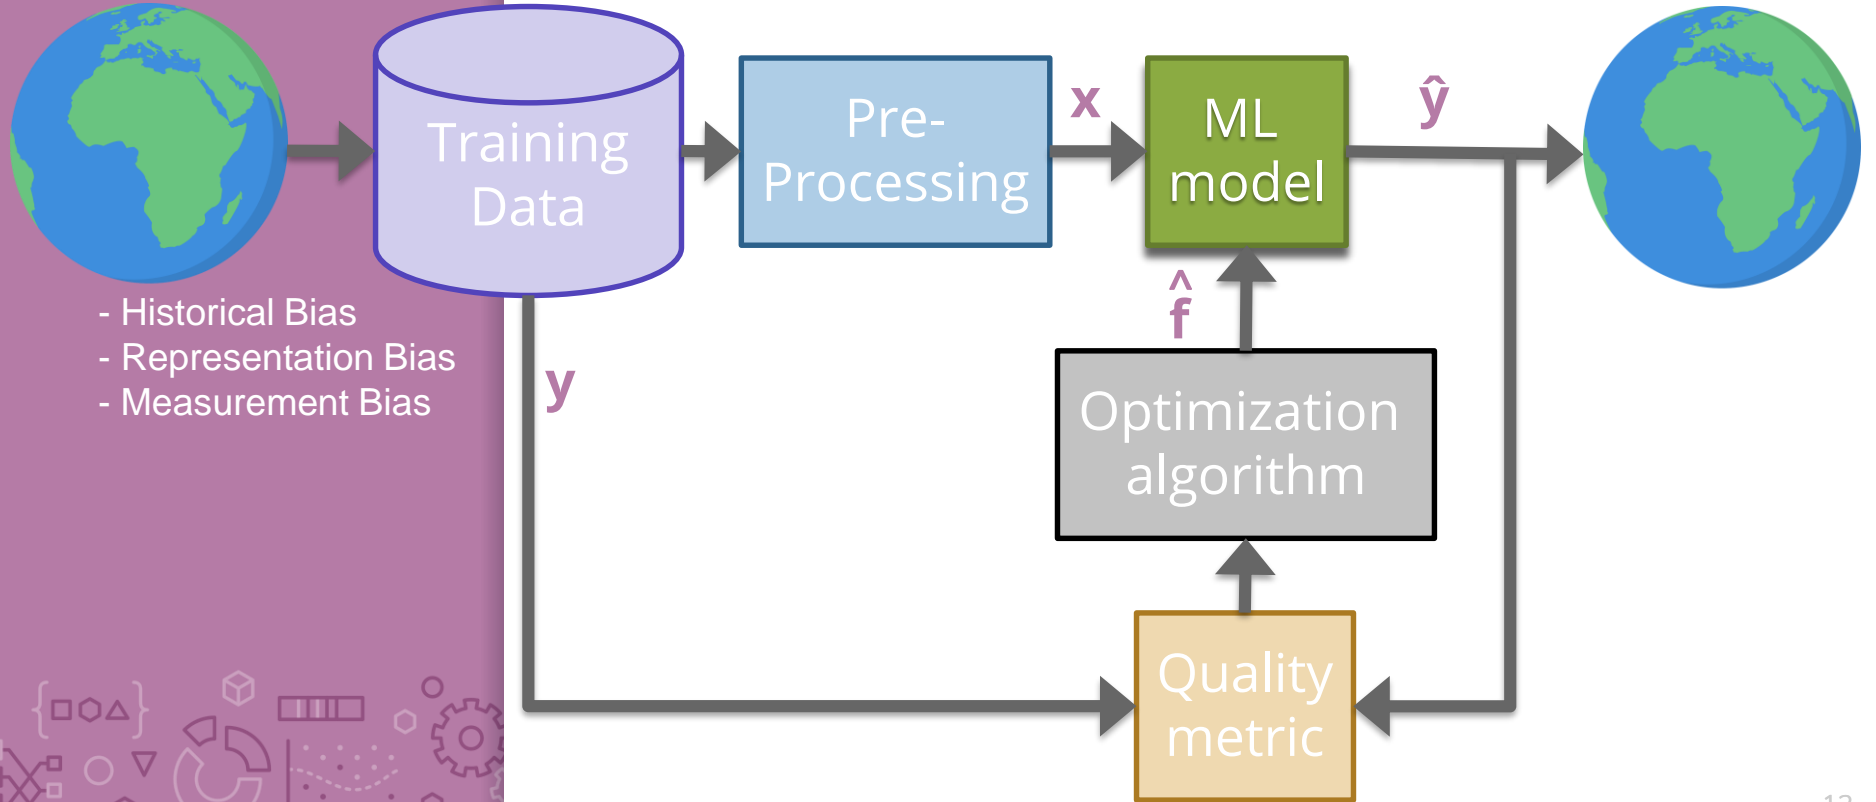 Training
Data
Pre-
Processing
x
ML
model
ŷ
- Historical Bias
- Representation Bias
- Measurement Bias
y
f̂
Optimization
algorithm
Quality
metric